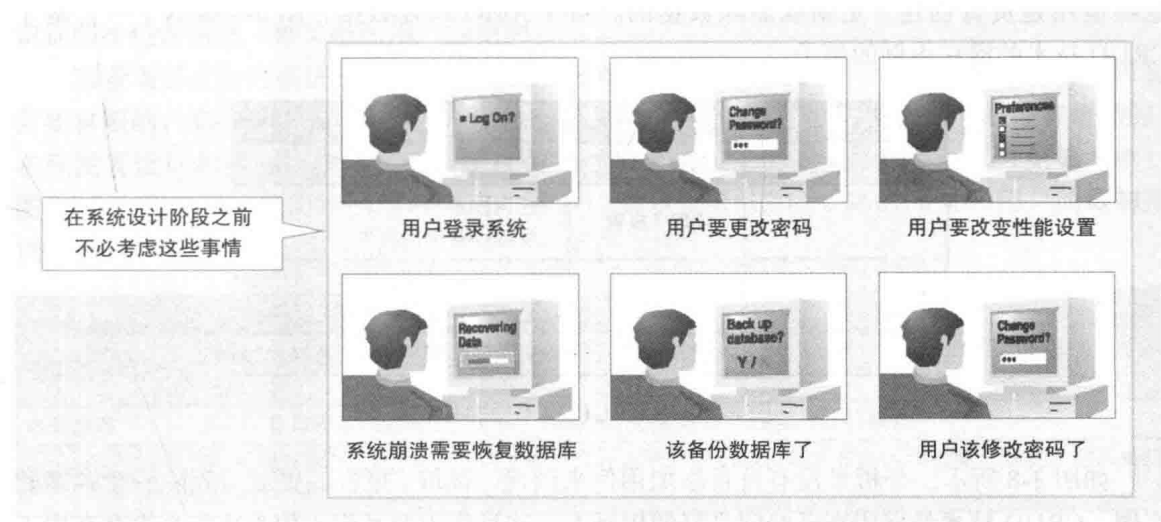 在系统设计阶段之前
不必考虑这些事情
Log On?
Change
Password?
Preferences
用户登录系统
用户要更改密码
用户要改变性能设置
Recovering
Data
Back up
database?
Y /
Change
Password?
系统崩溃需要恢复数据库
该备份数据库了
用户该修改密码了